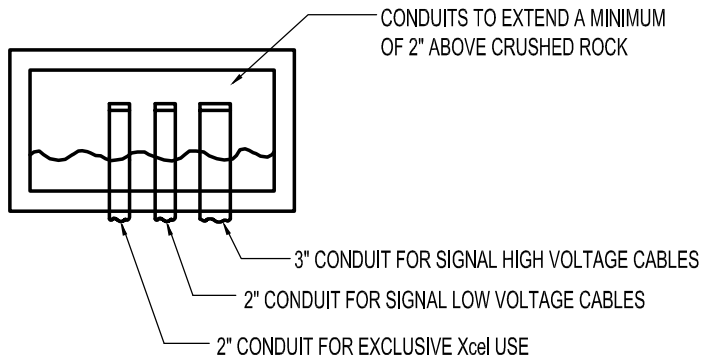 CONDUITS TO EXTEND A MINIMUM
OF 2" ABOVE CRUSHED ROCK
3" CONDUIT FOR SIGNAL HIGH VOLTAGE CABLES
2" CONDUIT FOR SIGNAL LOW VOLTAGE CABLES
2" CONDUIT FOR EXCLUSIVE Xcel USE